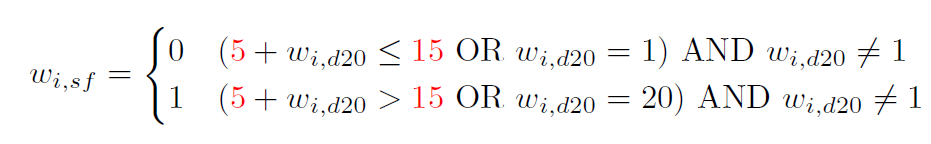 w_{i,sf} = { 0 (5 + w_{i,d20} ≤ 15 OR w_{i,d20} = 1) AND w_{i,d20} ≠ 1
1 (5 + w_{i,d20} > 15 OR w_{i,d20} = 20) AND w_{i,d20} ≠ 1